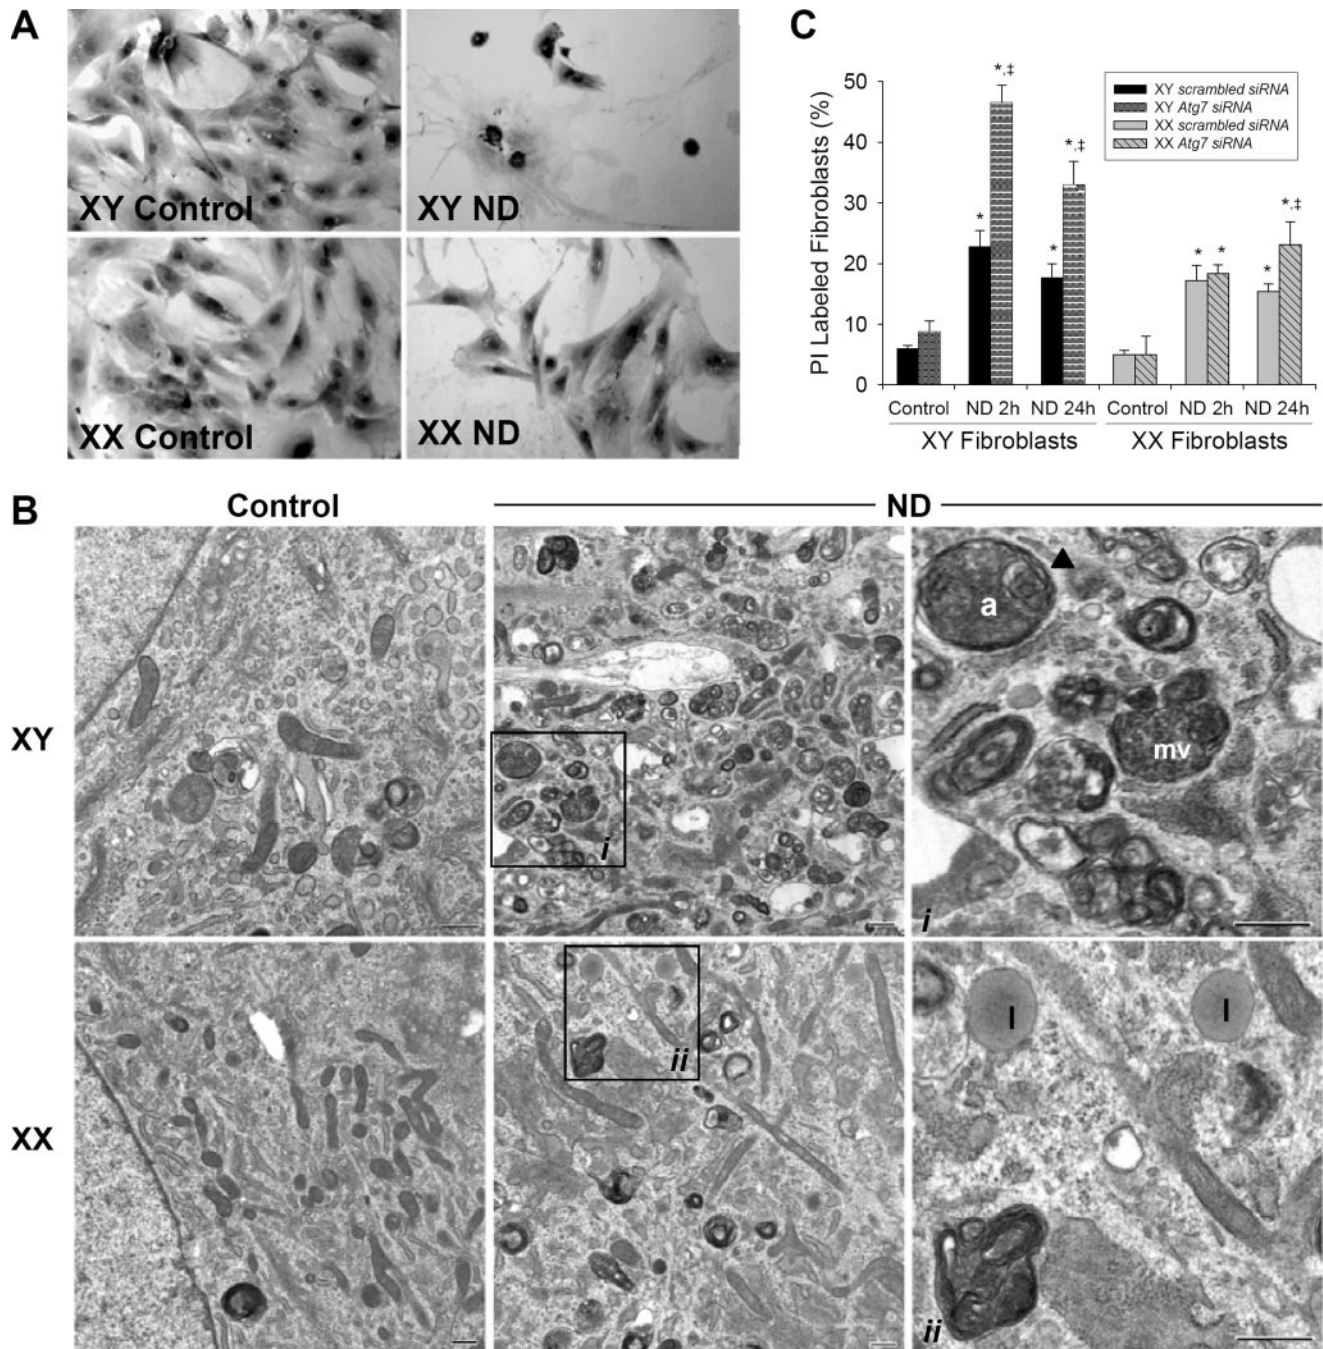 A
XY Control
XY ND
XX Control
XX ND
C
PI Labeled Fibroblasts (%)
50
40
30
20
10
0
*
*,‡
*
*,‡
*
*
*
*,‡
XY scrambled siRNA
XY Atg7 siRNA
XX scrambled siRNA
XX Atg7 siRNA
Control ND 2h ND 24h Control ND 2h ND 24h
XY Fibroblasts XX Fibroblasts
B
Control ND
XY
i
a
mv
i
XX
ii
l l
ii